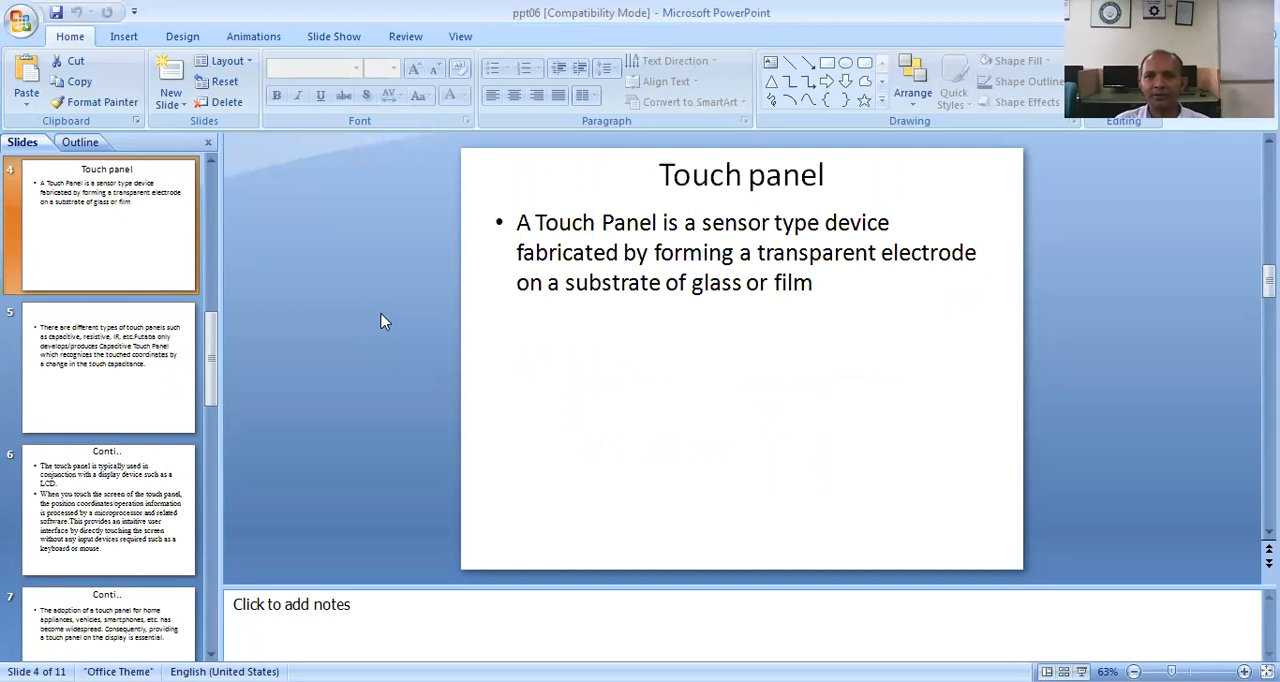 ppt06 [Compatibility Mode] - Microsoft PowerPoint
Home Insert Design Animations Slide Show Review View
Paste
Cut
Copy
Format Painter
Clipboard
New Slide
Layout
Reset
Delete
Slides
B I U abc S AV Aa A
Font
Text Direction
Align Text
Convert to SmartArt
Paragraph
Arrange
Quick Styles
Shape Fill
Shape Outline
Shape Effects
Drawing
Editing
Slides Outline
4
Touch panel
• A Touch Panel is a sensor type device
fabricated by forming a transparent electrode
on a substrate of glass or film
5
• There are different types of touch panels such
as capacitive, resistive, IR, etc.Futaba only
develops/produces Capacitive Touch Panel
which recognizes the touched coordinates by
a change in the touch capacitance.
6
Conti..
• The touch panel is typically used in
conjunction with a display device such as a
LCD.
• When you touch the screen of the touch panel,
the position coordinates/operation information
is processed by a microprocessor and related
software.This provides an intuitive user
interface by directly touching the screen
without any input devices required such as a
keyboard or mouse.
7
Conti..
• The adoption of a touch panel for home
appliances, vehicles, smartphones, etc. has
become widespread. Consequently, providing
a touch panel on the display is essential.
Touch panel
• A Touch Panel is a sensor type device
fabricated by forming a transparent electrode
on a substrate of glass or film
Click to add notes
Slide 4 of 11 "Office Theme" English (United States) 63%